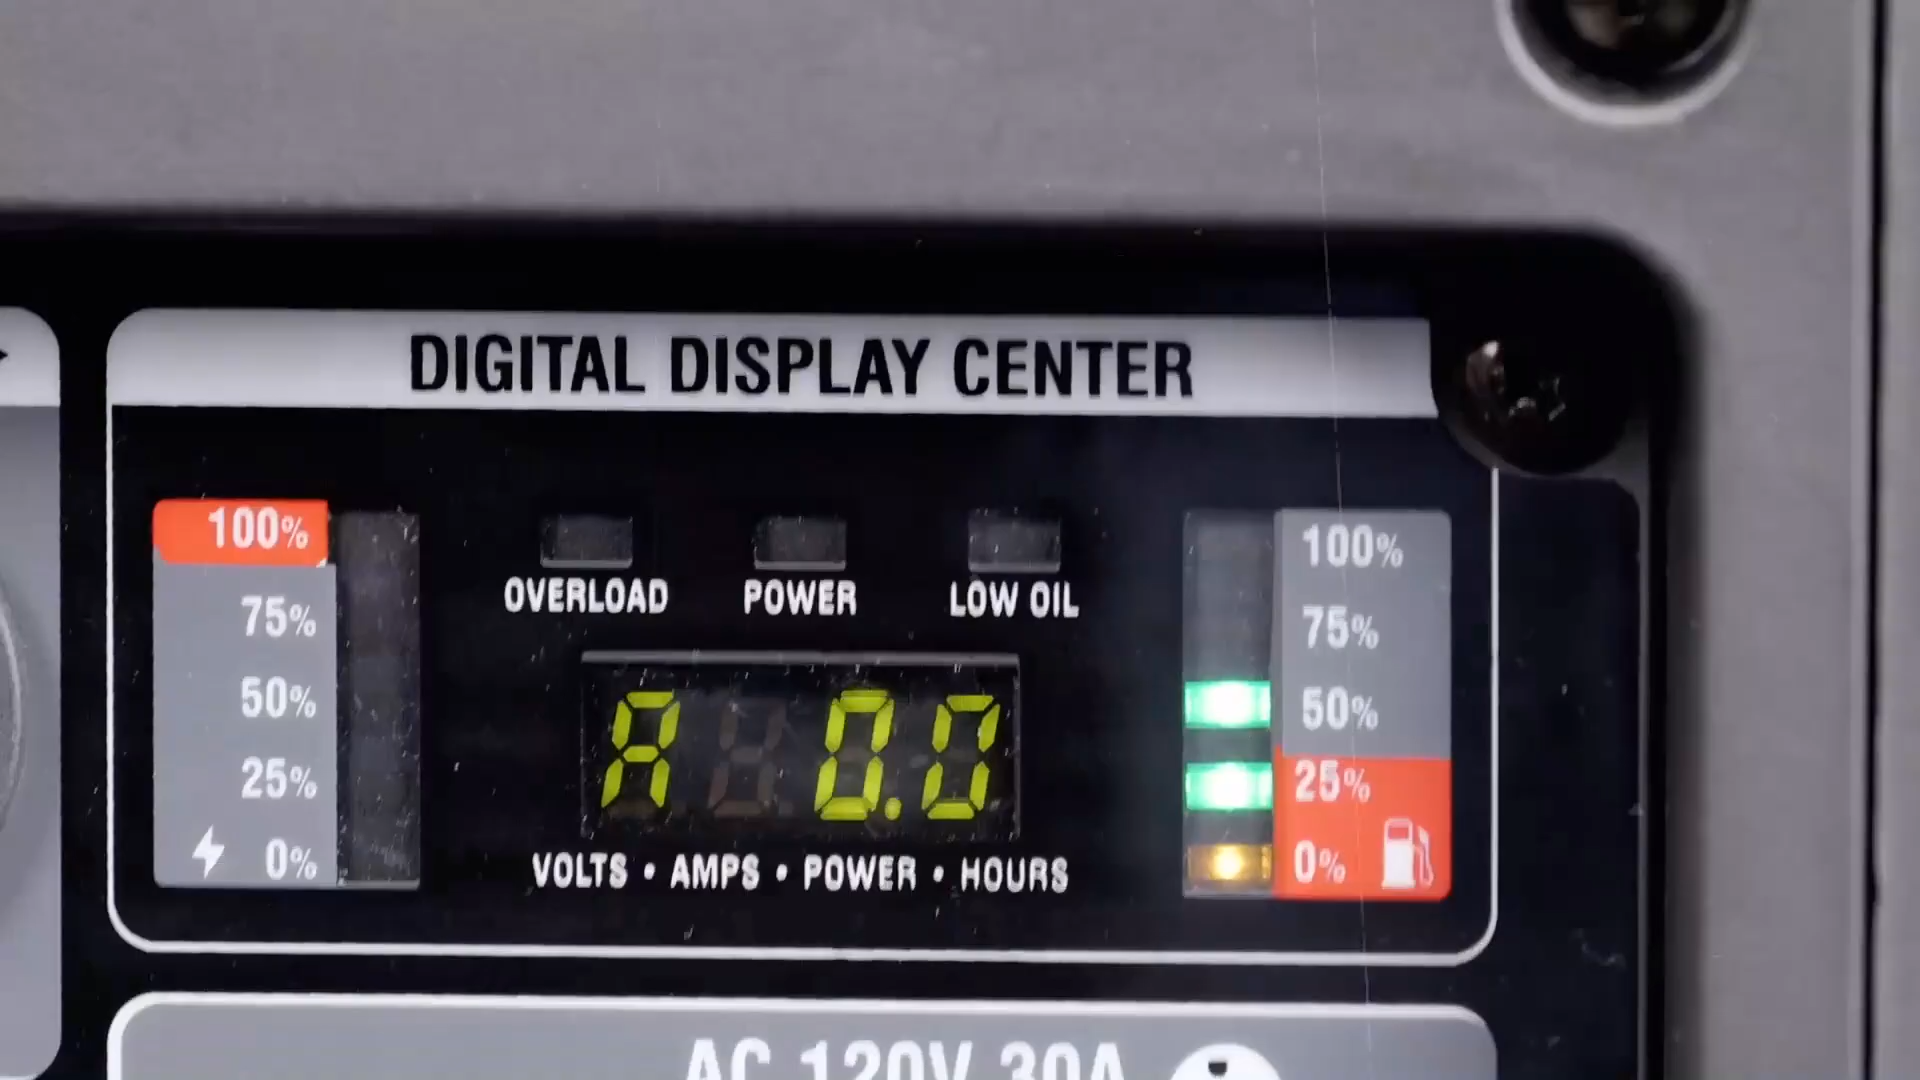 DIGITAL DISPLAY CENTER
100%
75%
50%
25%
0%
OVERLOAD POWER LOW OIL
A 0.0
VOLTS • AMPS • POWER • HOURS
100%
75%
50%
25%
0%
AC 120V 30A